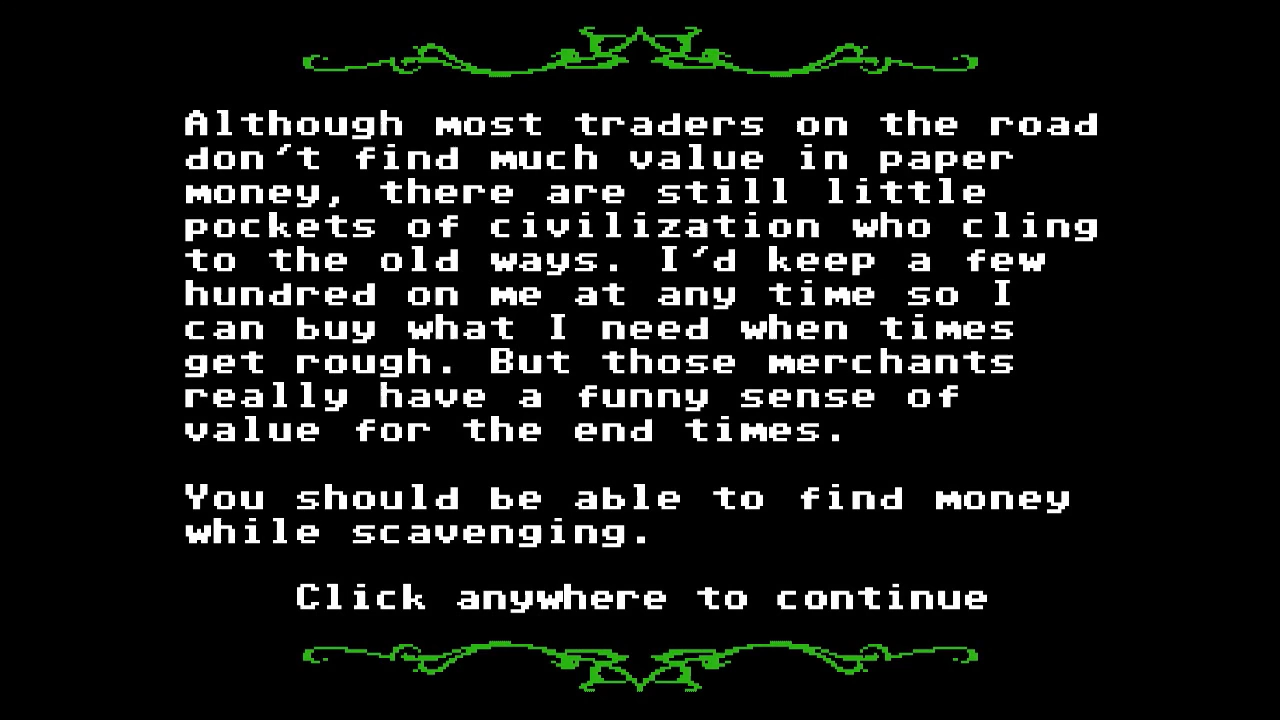 Although most traders on the road
don't find much value in paper
money, there are still little
pockets of civilization who cling
to the old ways. I'd keep a few
hundred on me at any time so I
can buy what I need when times
get rough. But those merchants
really have a funny sense of
value for the end times.
You should be able to find money
while scavenging.
Click anywhere to continue